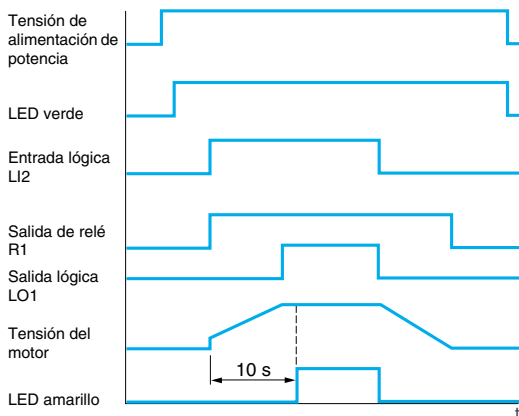 Tensión de
alimentación de
potencia
LED verde
Entrada lógica
LI2
Salida de relé
R1
Salida lógica
LO1
Tensión del
motor
10 s
LED amarillo
t